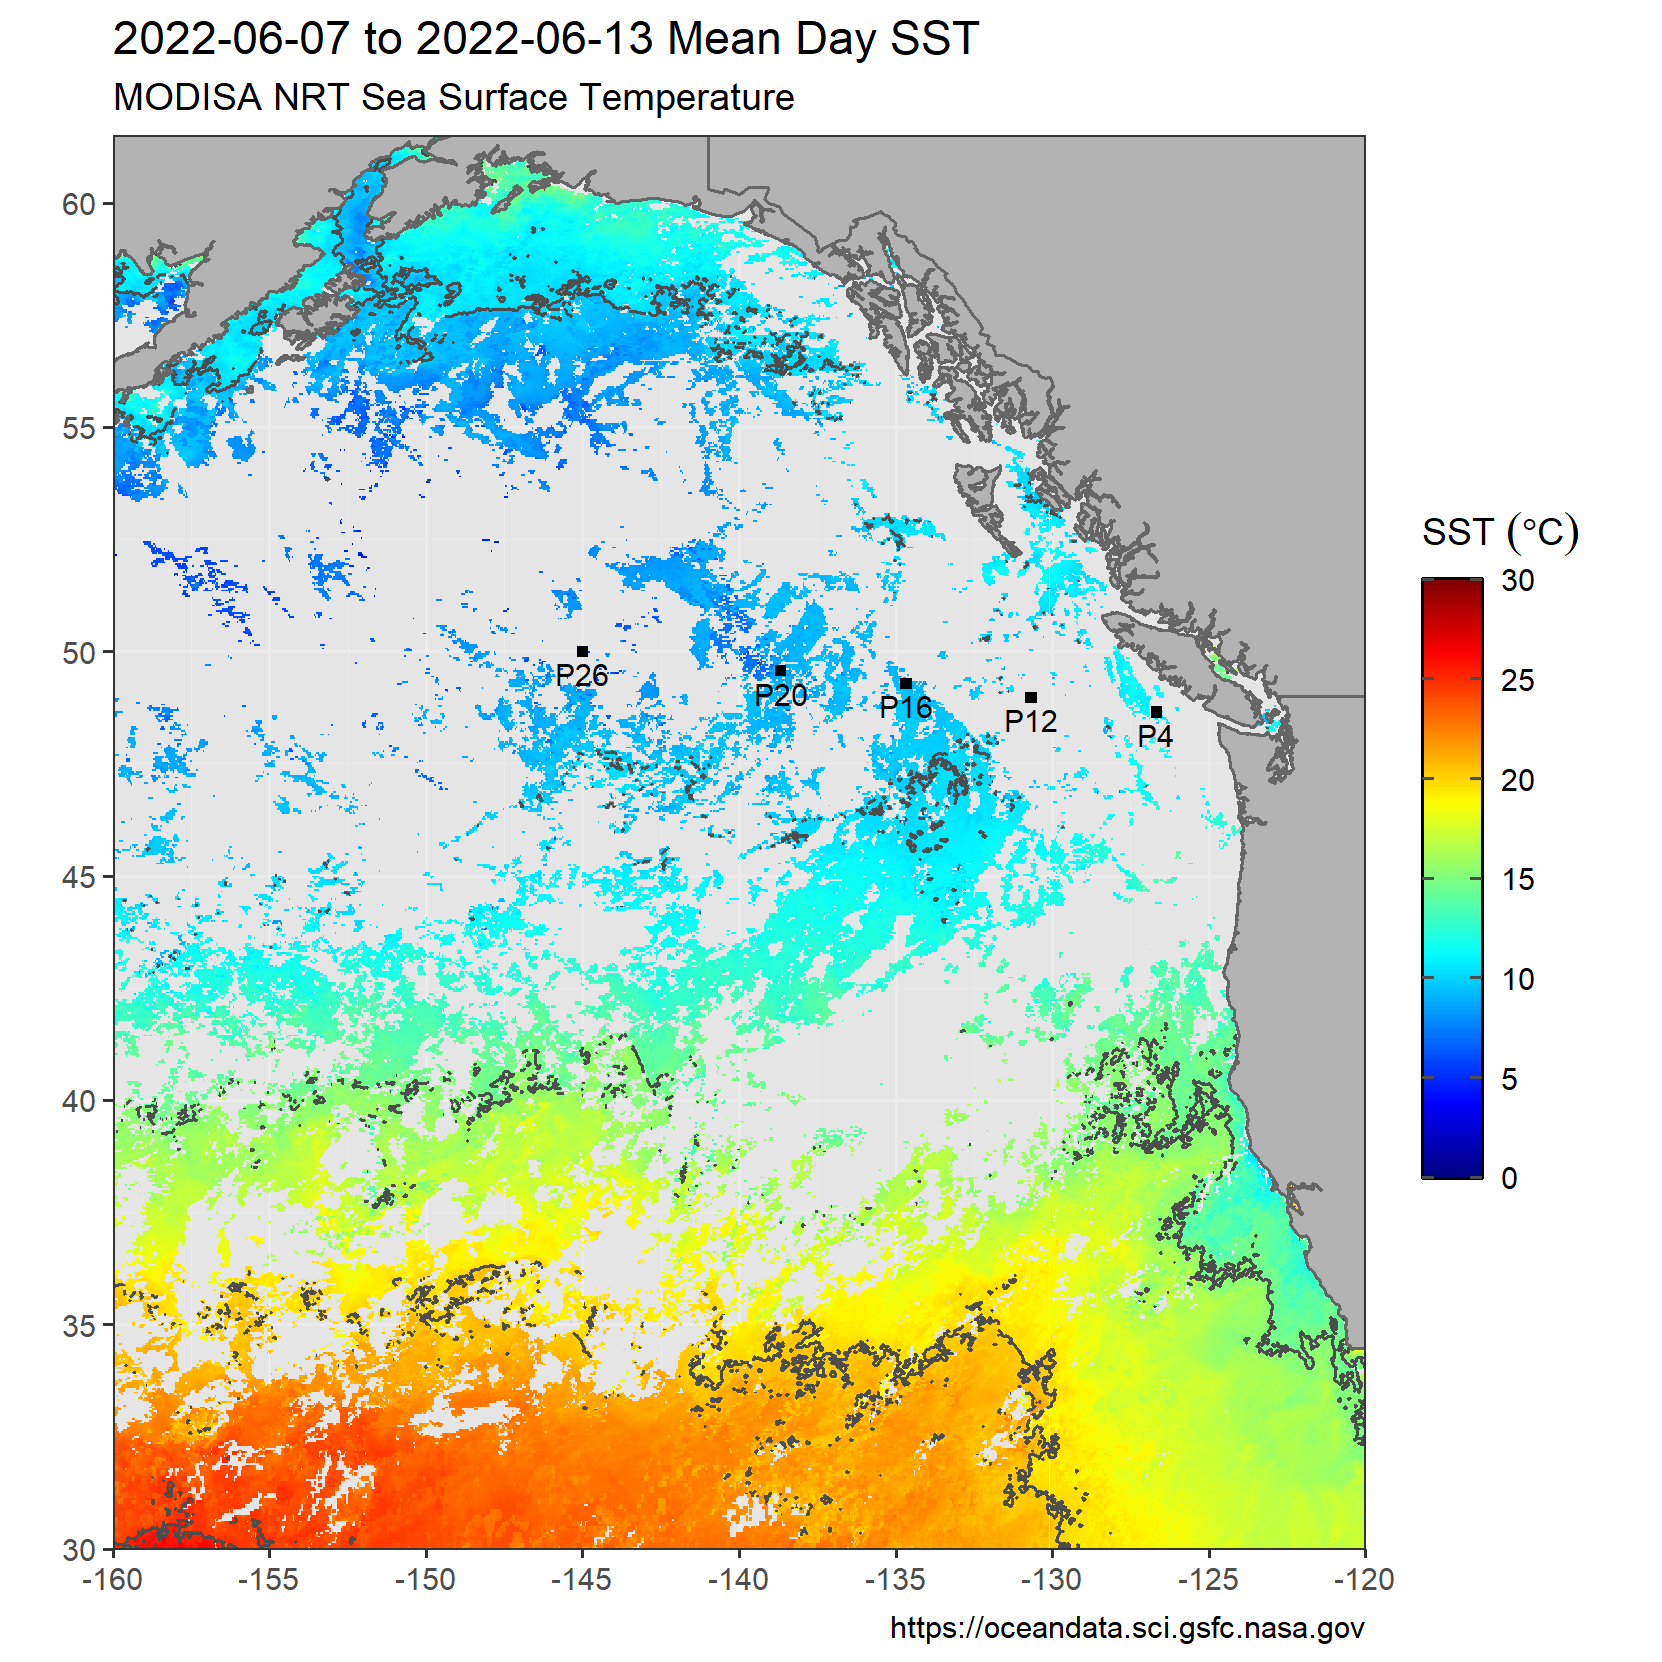 2022-06-07 to 2022-06-13 Mean Day SST
MODISA NRT Sea Surface Temperature
60
55
50
45
40
35
30
-160
-155
-150
-145
-140
-135
-130
-125
-120
P26
P20
P16
P12
P4
SST (°C)
30
25
20
15
10
5
0
https://oceandata.sci.gsfc.nasa.gov